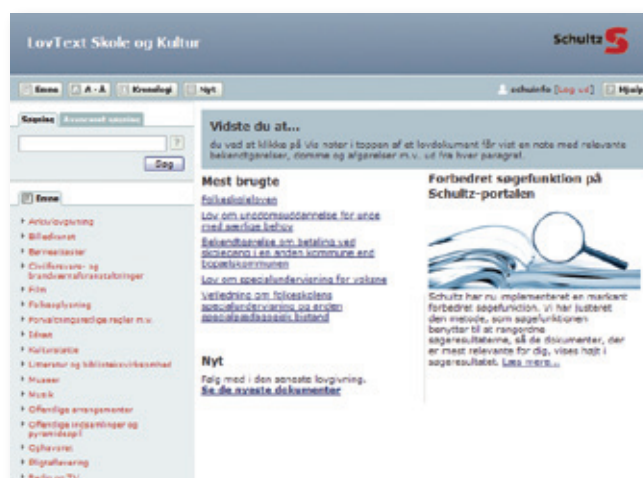 LovText Skole og Kultur
Schultz
Emne
A - Å
Kronologi
Nyt
schuinfo [Log ud]
Hjælp
Søgning
Avanceret søgning
?
Søg
Vidste du at...
du ved at klikke på Vis noter i toppen af et lovdokument får vist en note med relevante
bekendtgørelser, domme og afgørelser m.v. ud fra hver paragraf.
Emne
Arkivlovgivning
Billedkunst
Børneteater
Civilforsvars- og
brandværnsforanstaltninger
Film
Folkeoplysning
Forvaltningsretlige regler m.v.
Idræt
Kulturstøtte
Litteratur og biblioteksvirksomhed
Museer
Musik
Offentlige arrangementer
Offentlige indsamlinger og
pyramidespil
Ophavsret
Pligtaflevering
Radio og TV
Mest brugte
Folkeskoleloven
Lov om ungdomsuddannelse for unge
med særlige behov
Bekendtgørelse om betaling ved
skolegang i en anden kommune end
bopælskommunen
Lov om specialundervisning for voksne
Vejledning om folkeskolens
specialundervisning og anden
specialpædagogisk bistand
Nyt
Følg med i den seneste lovgivning.
Se de nyeste dokumenter
Forbedret søgefunktion på
Schultz-portalen
Schultz har nu implementeret en markant
forbedret søgefunktion. Vi har justeret
den metode, som søgefunktionen
benytter til at rangordne
søgeresultaterne, så de dokumenter, der
er mest relevante for dig, vises højt i
søgeresultatet. Læs mere...